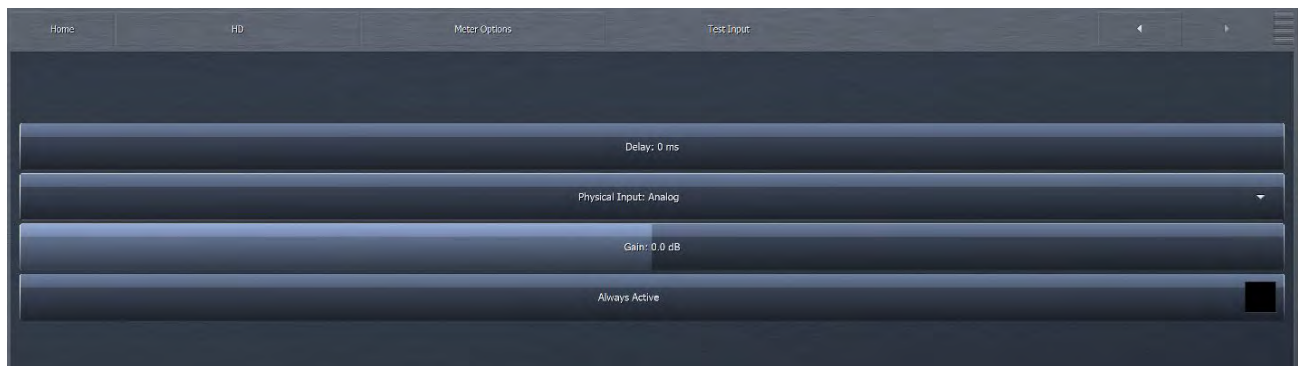 Home HD Meter Options Test Input
Delay: 0 ms
Physical Input: Analog
Gain: 0.0 dB
Always Active